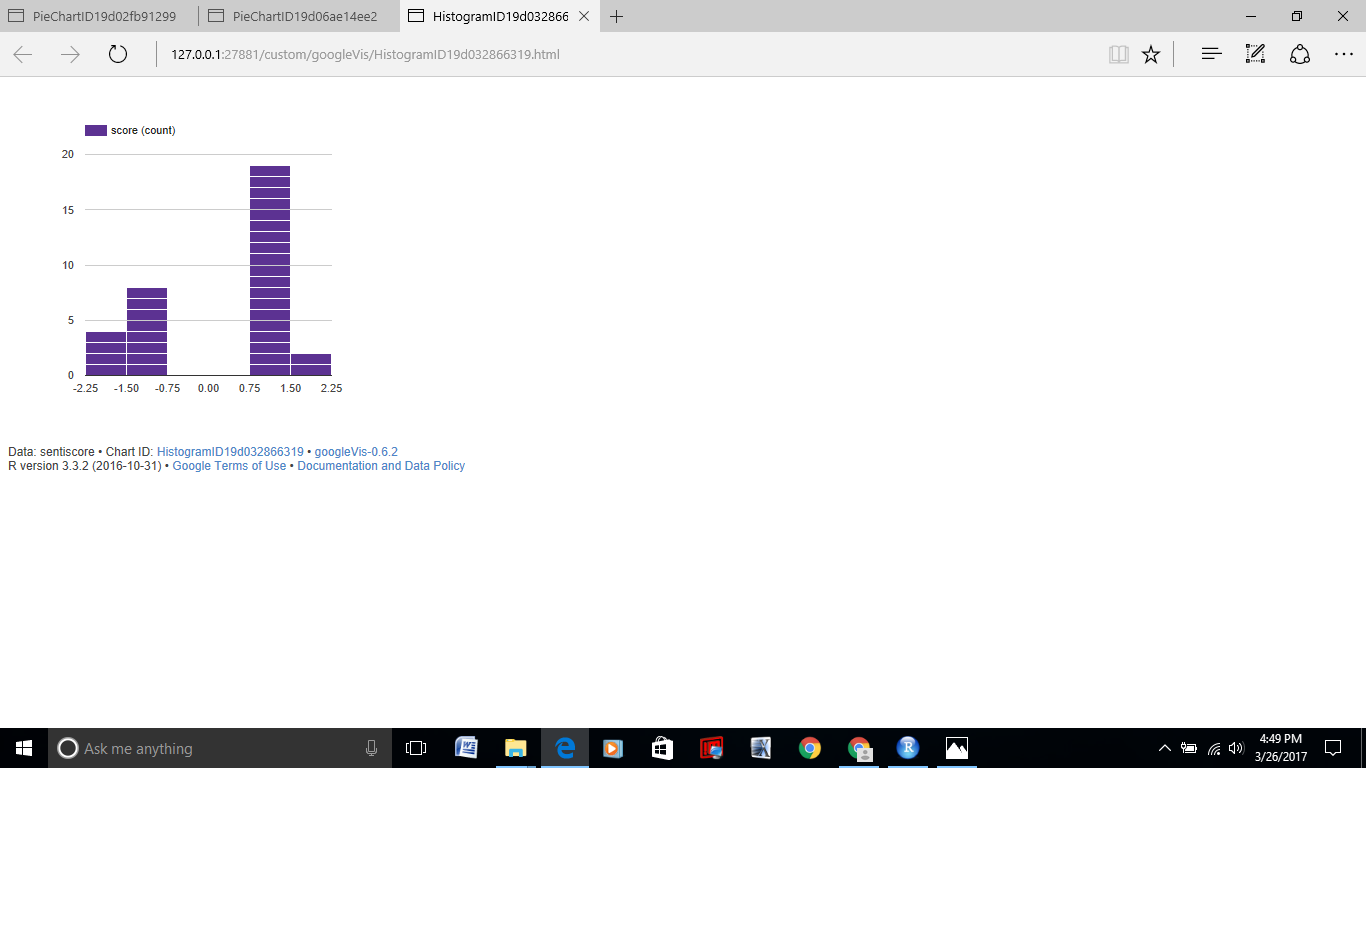 PieChartID19d02fb91299
PieChartID19d06ae14ee2
HistogramID19d032866
127.0.0.1:27881/custom/googleVis/HistogramID19d032866319.html
score (count)
20
15
10
5
0
-2.25 -1.50 -0.75 0.00 0.75 1.50 2.25
Data: sentiscore • Chart ID: HistogramID19d032866319 • googleVis-0.6.2
R version 3.3.2 (2016-10-31) • Google Terms of Use • Documentation and Data Policy
Ask me anything
4:49 PM
3/26/2017